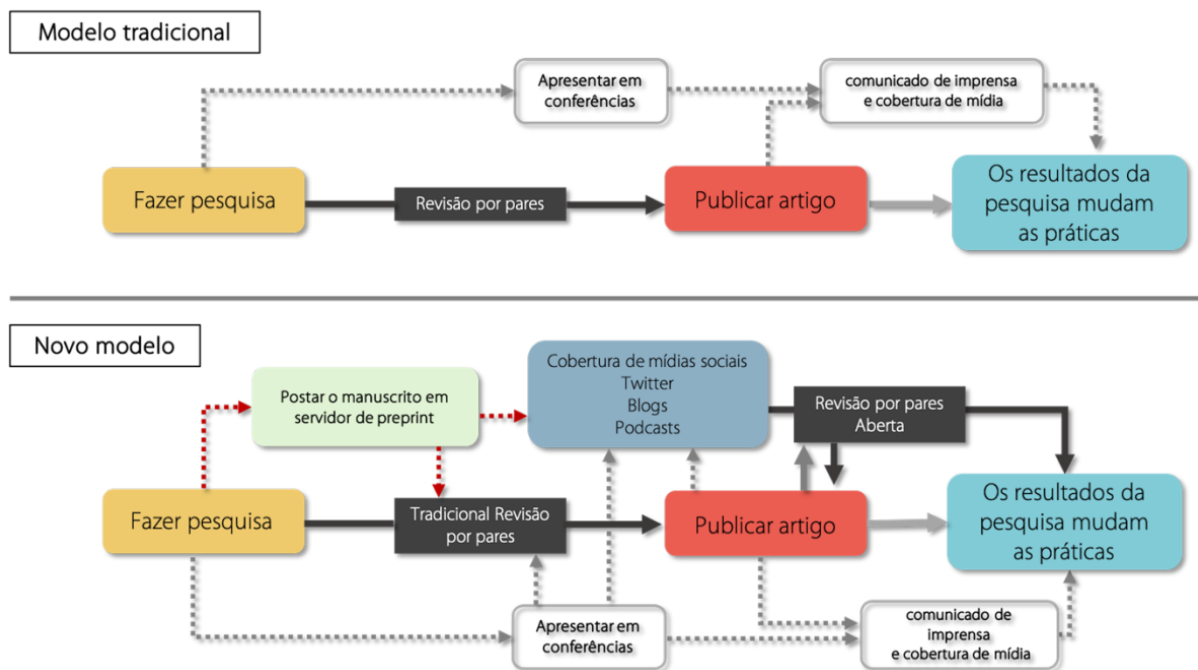 Modelo tradicional
Apresentar em
conferências
comunicado de imprensa
e cobertura de mídia
Fazer pesquisa
Revisão por pares
Publicar artigo
Os resultados da
pesquisa mudam
as práticas
Novo modelo
Postar o manuscrito em
servidor de preprint
Cobertura de mídias sociais
Twitter
Blogs
Podcasts
Revisão por pares
Aberta
Fazer pesquisa
Tradicional Revisão
por pares
Publicar artigo
Os resultados da
pesquisa mudam
as práticas
Apresentar em
conferências
comunicado de
imprensa
e cobertura de mídia